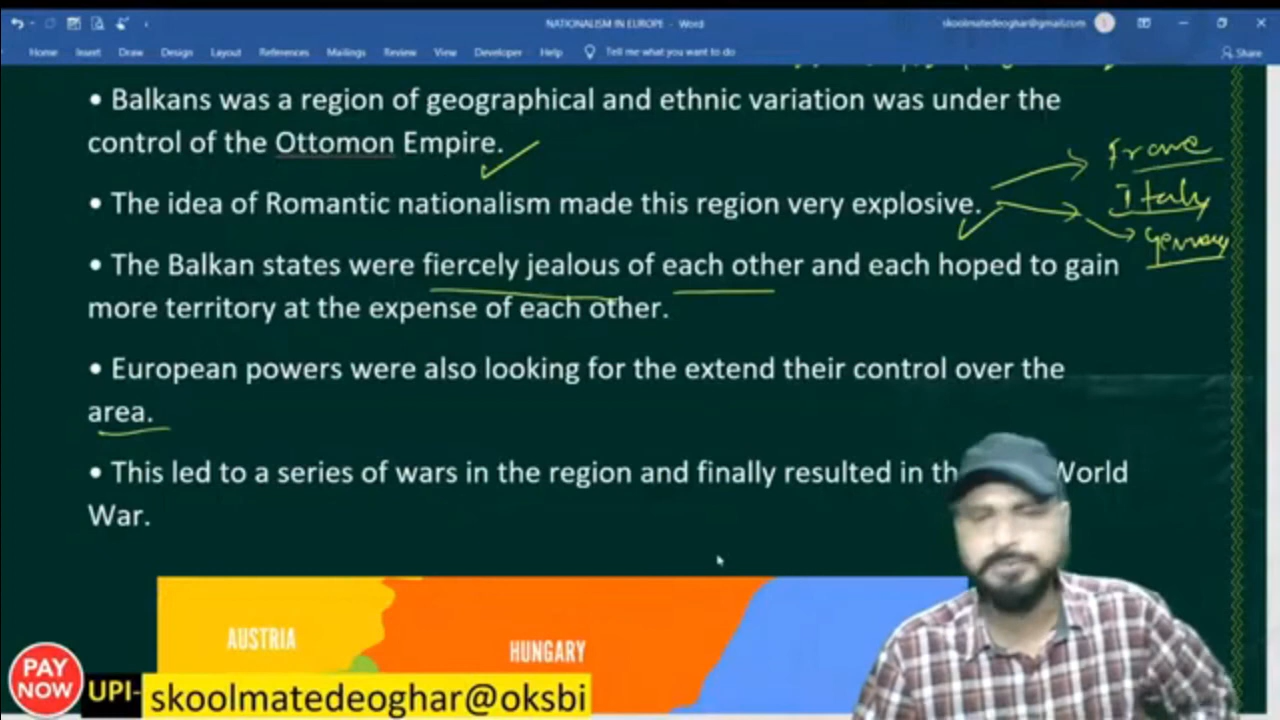 NATIONALISM IN EUROPE - Word
skoolmatedeoghar@gmail.com
Home Insert Draw Design Layout References Mailings Review View Developer Help Tell me what you want to do Share
• Balkans was a region of geographical and ethnic variation was under the
control of the Ottomon Empire.
• The idea of Romantic nationalism made this region very explosive.
Italy
Germany
• The Balkan states were fiercely jealous of each other and each hoped to gain
more territory at the expense of each other.
• European powers were also looking for the extend their control over the
area.
• This led to a series of wars in the region and finally resulted in th World
War.
AUSTRIA
HUNGARY
PAY
NOW
UPI- skoolmatedeoghar@oksbi